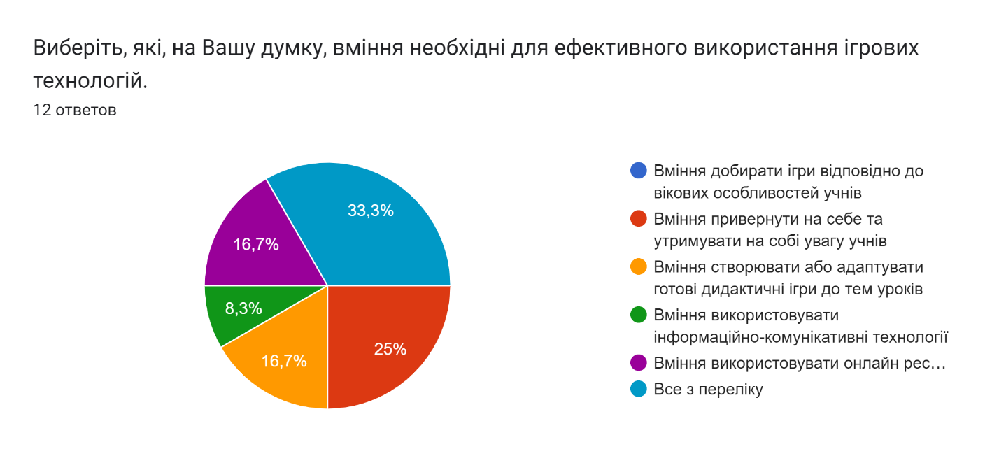 Виберіть, які, на Вашу думку, вміння необхідні для ефективного використання ігрових
технологій.
12 ответов
33,3%
16,7%
8,3%
16,7%
25%
Вміння добирати ігри відповідно до
вікових особливостей учнів
Вміння привернути на себе та
утримувати на собі увагу учнів
Вміння створювати або адаптувати
готові дидактичні ігри до тем уроків
Вміння використовувати
інформаційно-комунікативні технології
Вміння використовувати онлайн рес...
Все з переліку